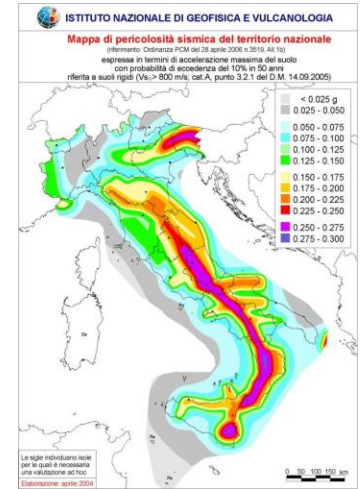 ISTITUTO NAZIONALE DI GEOFISICA E VULCANOLOGIA
Mappa di pericolosità sismica del territorio nazionale
(riferimento: Ordinanza PCM del 28 aprile 2006 n.3519, All.1b)
espressa in termini di accelerazione massima del suolo
con probabilità di eccedenza del 10% in 50 anni
riferita a suoli rigidi (Vs₃₀> 800 m/s; cat.A, punto 3.2.1 del D.M. 14.09.2005)
< 0.025 g
0.025 - 0.050
0.050 - 0.075
0.075 - 0.100
0.100 - 0.125
0.125 - 0.150
0.150 - 0.175
0.175 - 0.200
0.200 - 0.225
0.225 - 0.250
0.250 - 0.275
0.275 - 0.300
Le sigle individuano isole
per le quali è necessaria
una valutazione ad hoc
Elaborazione: aprile 2004
0 50 100 150 km